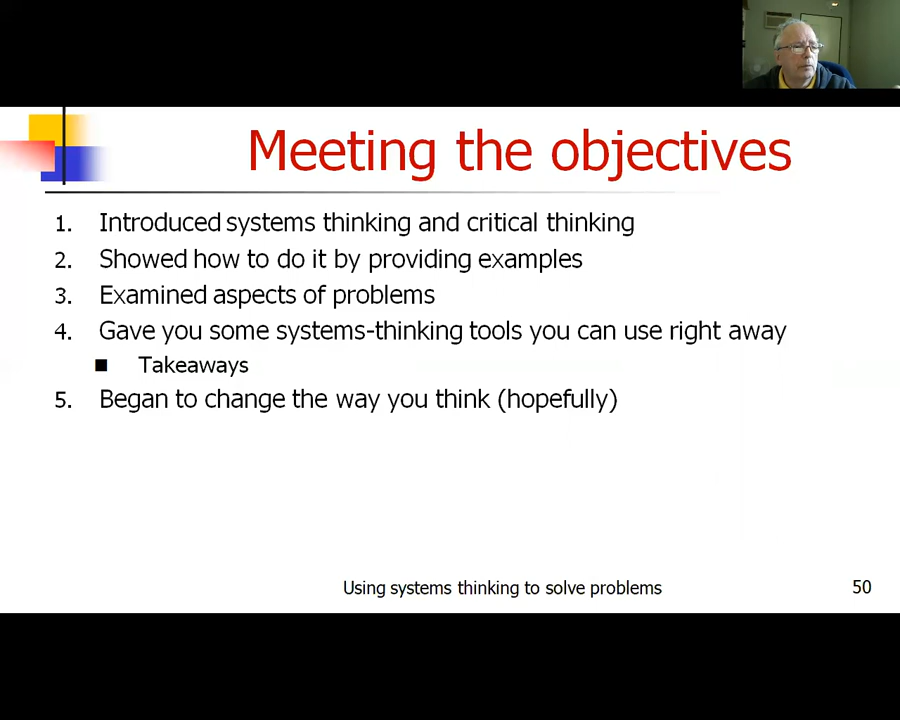 Meeting the objectives
1. Introduced systems thinking and critical thinking
2. Showed how to do it by providing examples
3. Examined aspects of problems
4. Gave you some systems-thinking tools you can use right away
■ Takeaways
5. Began to change the way you think (hopefully)
Using systems thinking to solve problems
50